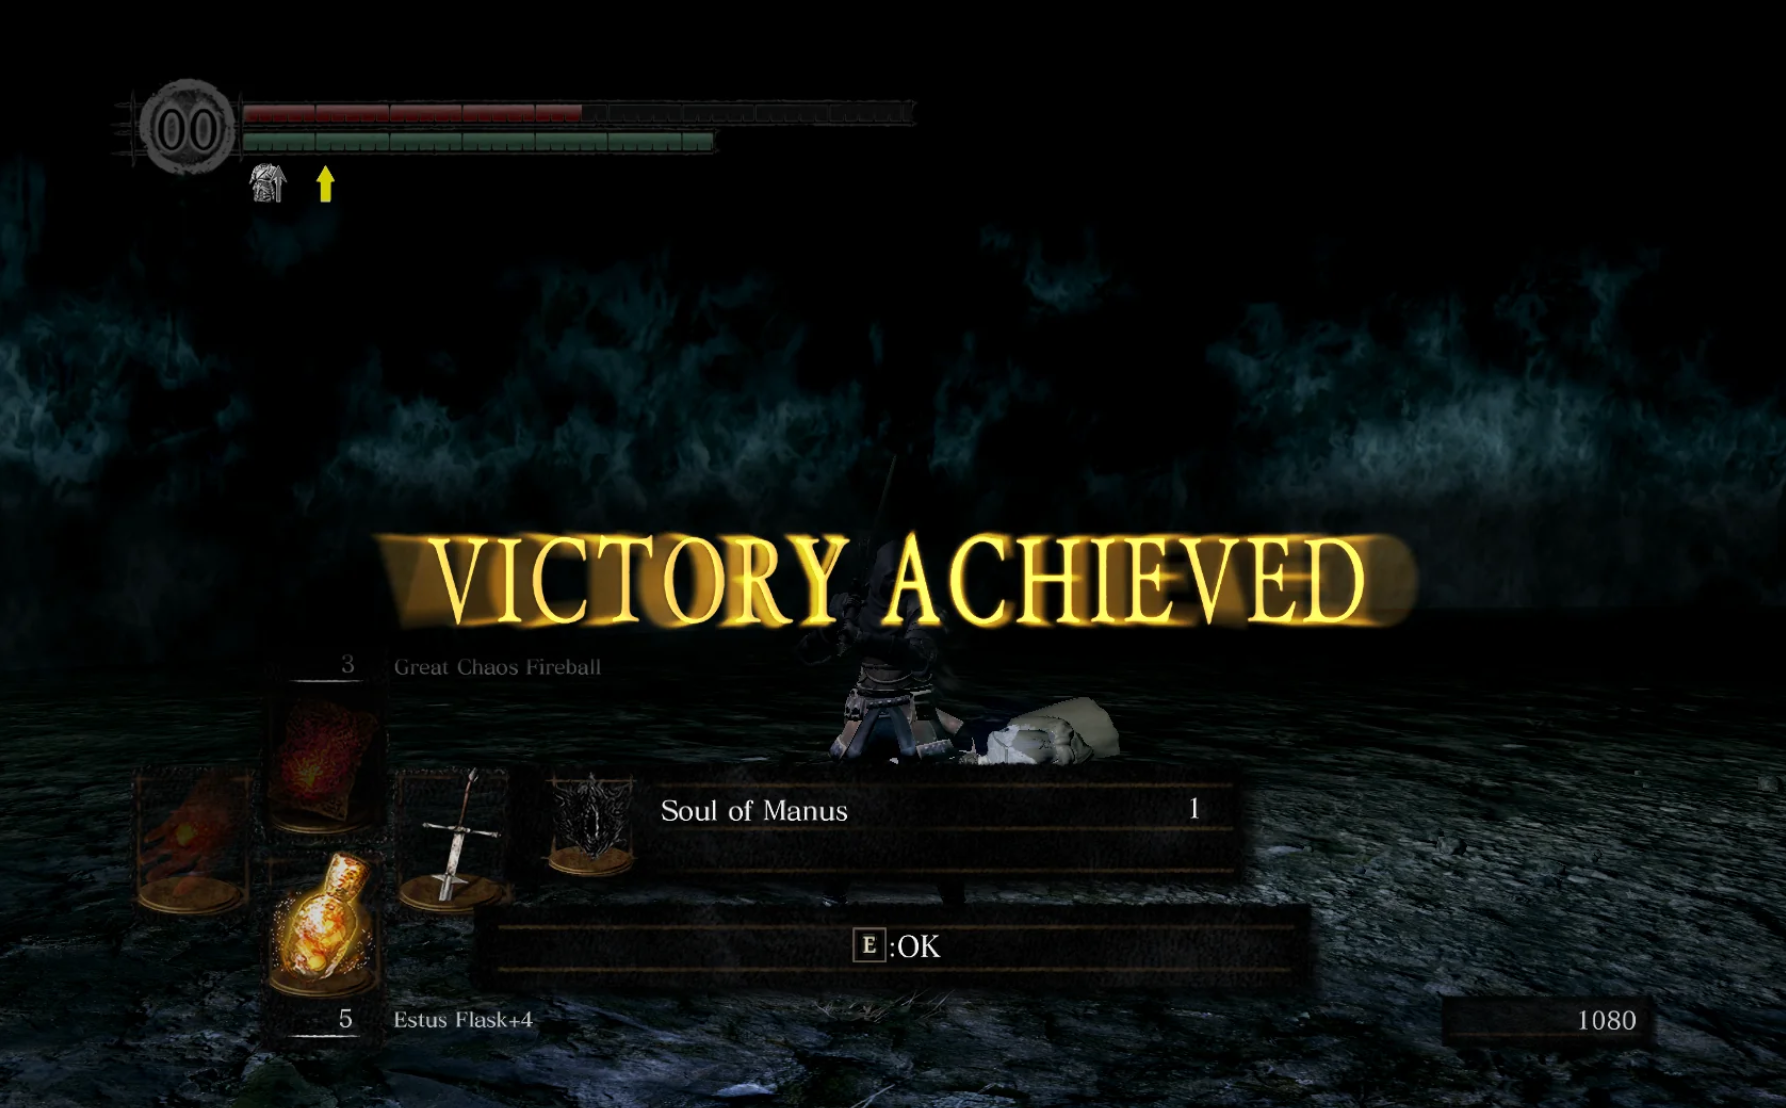 00
VICTORY ACHIEVED
3 Great Chaos Fireball
Soul of Manus 1
E:OK
5 Estus Flask+4
1080